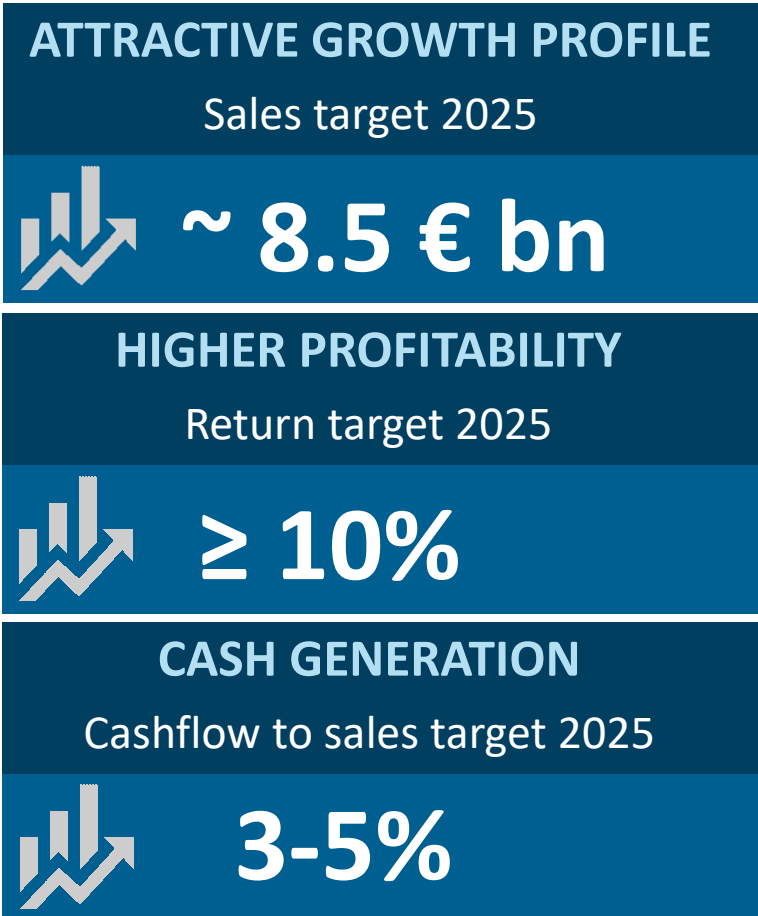 ATTRACTIVE GROWTH PROFILE
Sales target 2025
~ 8.5 € bn
HIGHER PROFITABILITY
Return target 2025
≥ 10%
CASH GENERATION
Cashflow to sales target 2025
3-5%